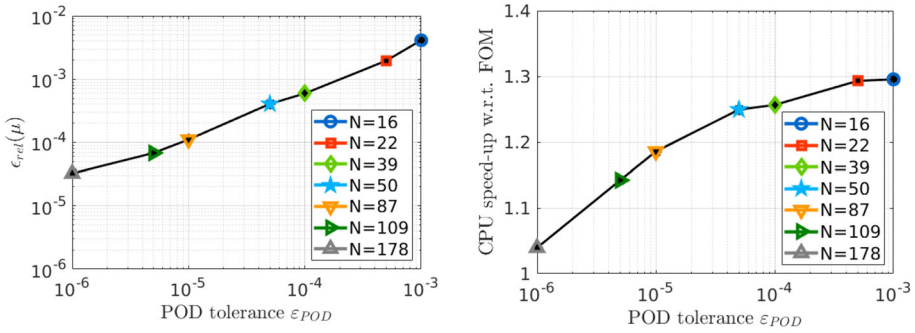 10^-2
10^-3
10^-4
10^-5
10^-6
ϵ_rel(μ)
N=16
N=22
N=39
N=50
N=87
N=109
N=178
10^-6 10^-5 10^-4 10^-3
POD tolerance ε_POD
1.4
1.3
1.2
1.1
1
CPU speed-up w.r.t. FOM
N=16
N=22
N=39
N=50
N=87
N=109
N=178
10^-6 10^-5 10^-4 10^-3
POD tolerance ε_POD